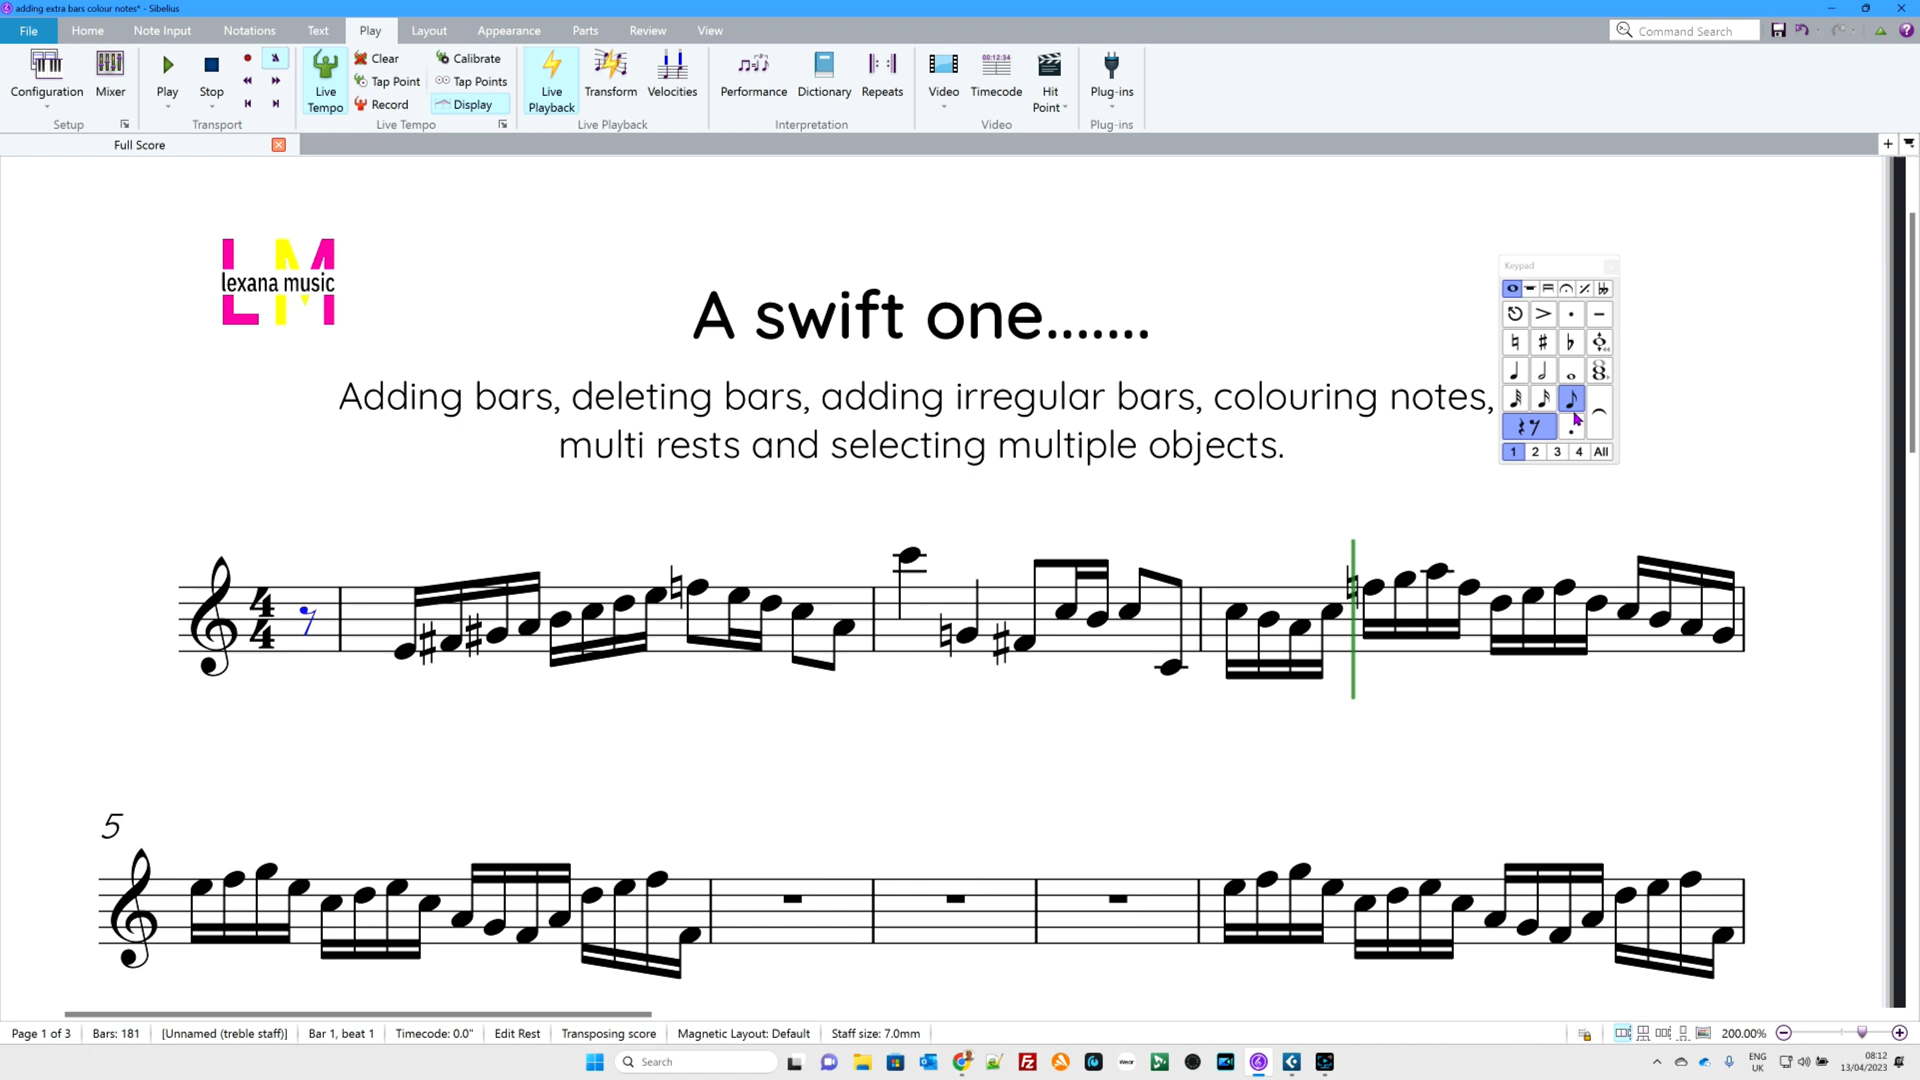 adding extra bars colour notes* - Sibelius
File Home Note Input Notations Text Play Layout Appearance Parts Review View Command Search
Configuration Mixer Play Stop Live Tempo Clear Tap Point Record Calibrate Tap Points Display Live Playback Transform Velocities Performance Dictionary Repeats Video Timecode Hit Point Plug-ins
00:12:34
Setup Transport Live Tempo Live Playback Interpretation Video Plug-ins
Full Score
LM
lexana music
Keypad
1 2 3 4 All
A swift one.......
Adding bars, deleting bars, adding irregular bars, colouring notes,
multi rests and selecting multiple objects.
4
4
5
Page 1 of 3 Bars: 181 [Unnamed (treble staff)] Bar 1, beat 1 Timecode: 0.0" Edit Rest Transposing score Magnetic Layout: Default Staff size: 7.0mm 200.00%
Search
ENG
UK
08:12
13/04/2023